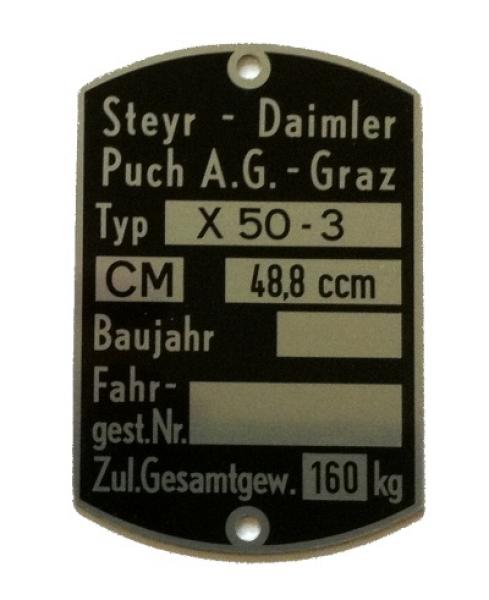 Steyr - Daimler
Puch A.G. - Graz
Typ X 50 - 3
CM 48,8 ccm
Baujahr
Fahr-
gest.Nr.
Zul.Gesamtgew. 160 kg